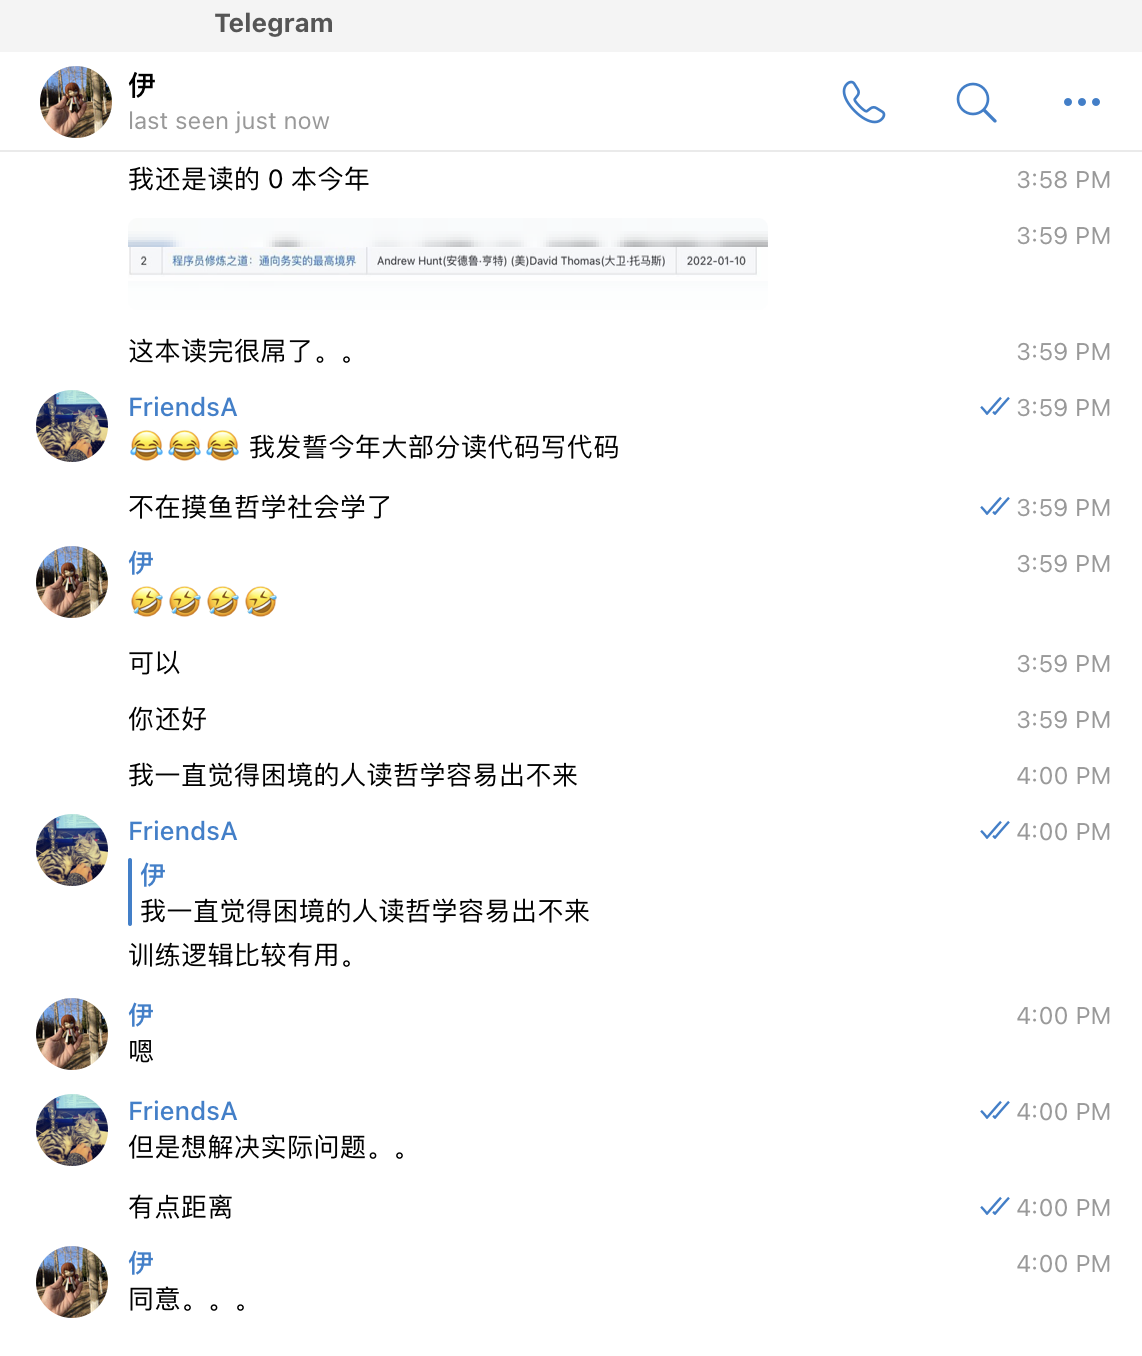 Telegram
伊
last seen just now
我还是读的 0 本今年
3:58 PM
3:59 PM
2 程序员修炼之道：通向务实的最高境界 Andrew Hunt(安德鲁·亨特) (美)David Thomas(大卫·托马斯) 2022-01-10
这本读完很屌了。。
3:59 PM
FriendsA
3:59 PM
😂😂😂 我发誓今年大部分读代码写代码
不在摸鱼哲学社会学了
3:59 PM
伊
3:59 PM
🤣🤣🤣🤣
可以
3:59 PM
你还好
3:59 PM
我一直觉得困境的人读哲学容易出不来
4:00 PM
FriendsA
4:00 PM
伊
我一直觉得困境的人读哲学容易出不来
训练逻辑比较有用。
伊
4:00 PM
嗯
FriendsA
4:00 PM
但是想解决实际问题。。
有点距离
4:00 PM
伊
4:00 PM
同意。。。